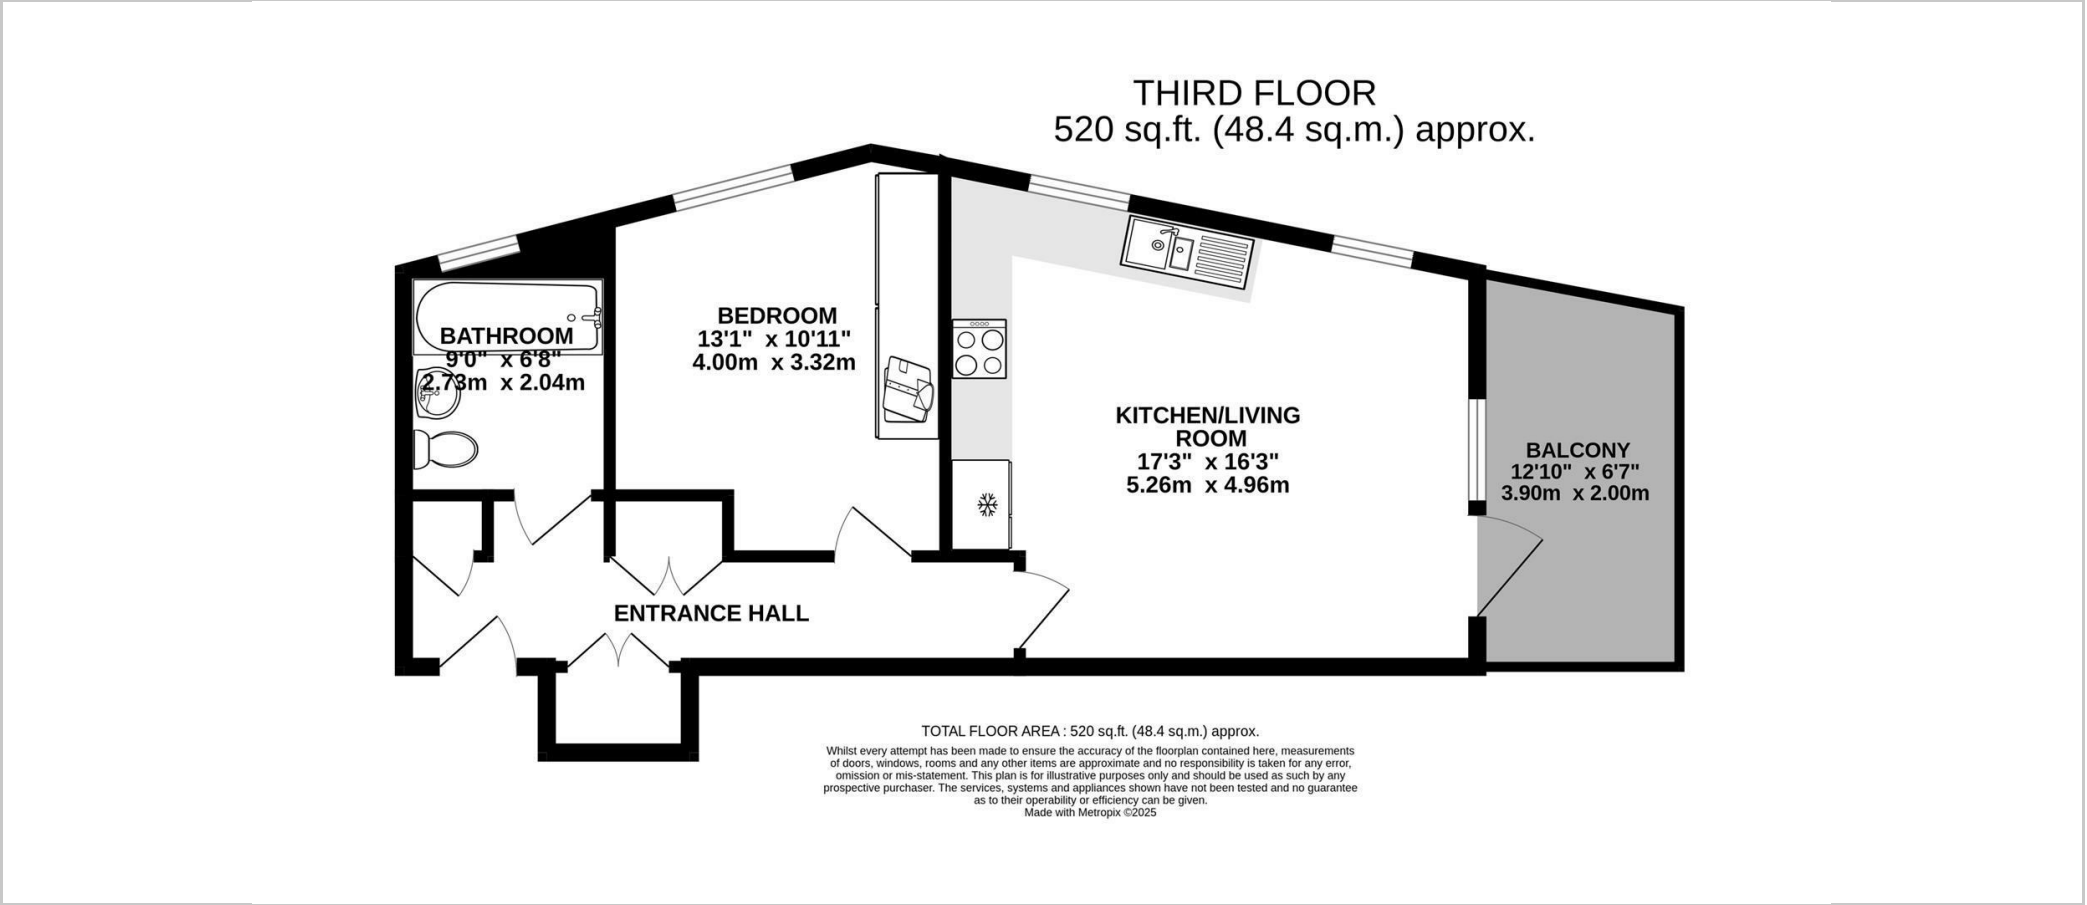 THIRD FLOOR
520 sq.ft. (48.4 sq.m.) approx.
BATHROOM
9'0" x 6'8"
2.73m x 2.04m
BEDROOM
13'1" x 10'11"
4.00m x 3.32m
KITCHEN/LIVING
ROOM
17'3" x 16'3"
5.26m x 4.96m
BALCONY
12'10" x 6'7"
3.90m x 2.00m
ENTRANCE HALL
TOTAL FLOOR AREA : 520 sq.ft. (48.4 sq.m.) approx.
Whilst every attempt has been made to ensure the accuracy of the floorplan contained here, measurements
of doors, windows, rooms and any other items are approximate and no responsibility is taken for any error,
omission or mis-statement. This plan is for illustrative purposes only and should be used as such by any
prospective purchaser. The services, systems and appliances shown have not been tested and no guarantee
as to their operability or efficiency can be given.
Made with Metropix ©2025